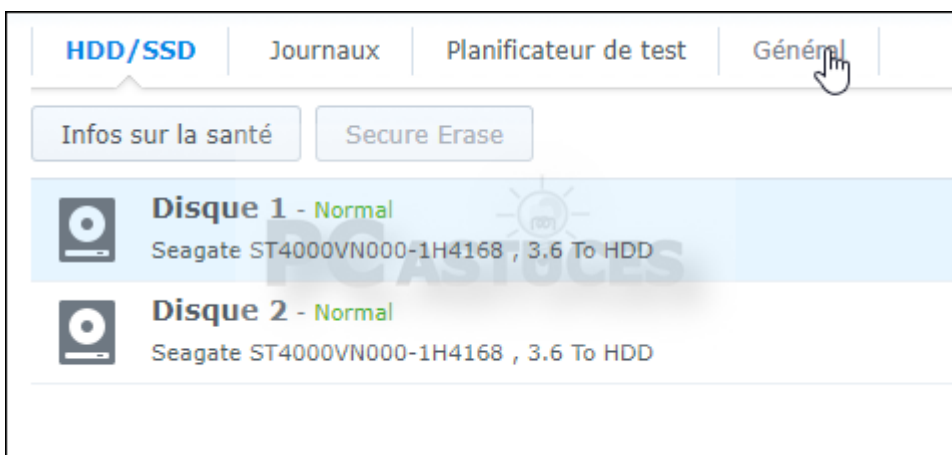 HDD/SSD Journaux Planificateur de test Général
Infos sur la santé Secure Erase
Disque 1 - Normal
Seagate ST4000VN000-1H4168 , 3.6 To HDD
PC ASTUCES
Disque 2 - Normal
Seagate ST4000VN000-1H4168 , 3.6 To HDD